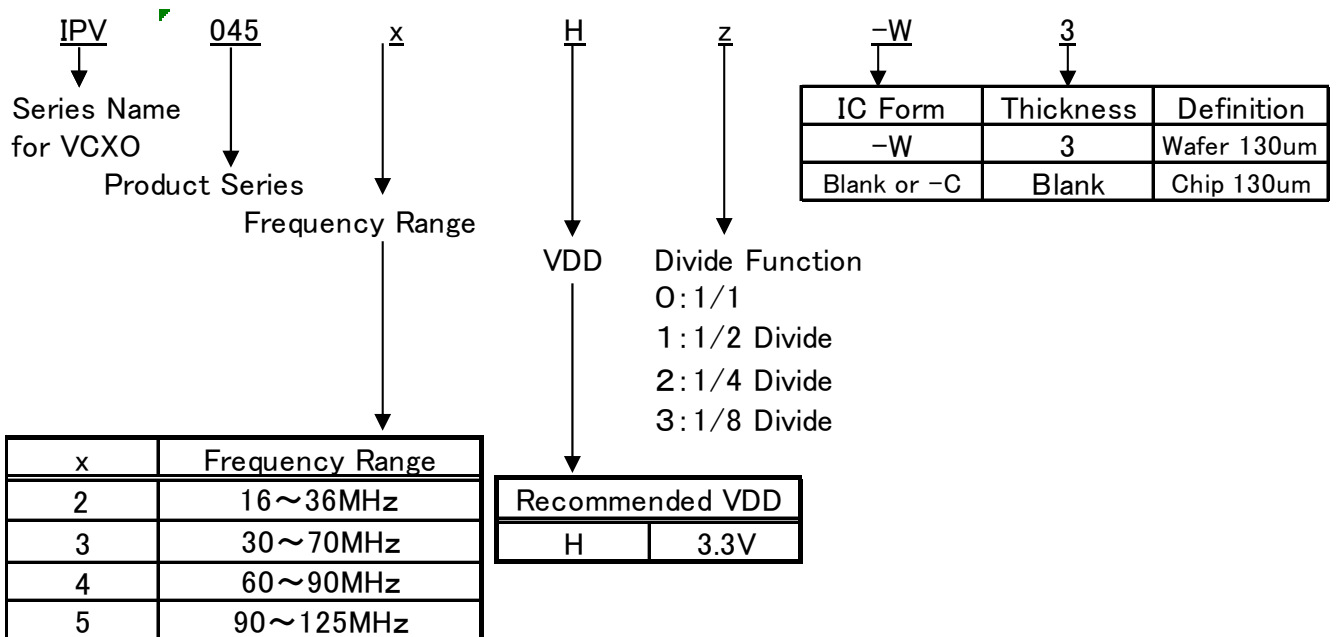 IPV 045 x H z -W 3
Series Name
for VCXO
Product Series
Frequency Range
VDD
Divide Function
0:1/1
1:1/2 Divide
2:1/4 Divide
3:1/8 Divide
IC Form Thickness Definition
-W 3 Wafer 130um
Blank or -C Blank Chip 130um
x Frequency Range
2 16～36MHz
3 30～70MHz
4 60～90MHz
5 90～125MHz
Recommended VDD
H 3.3V